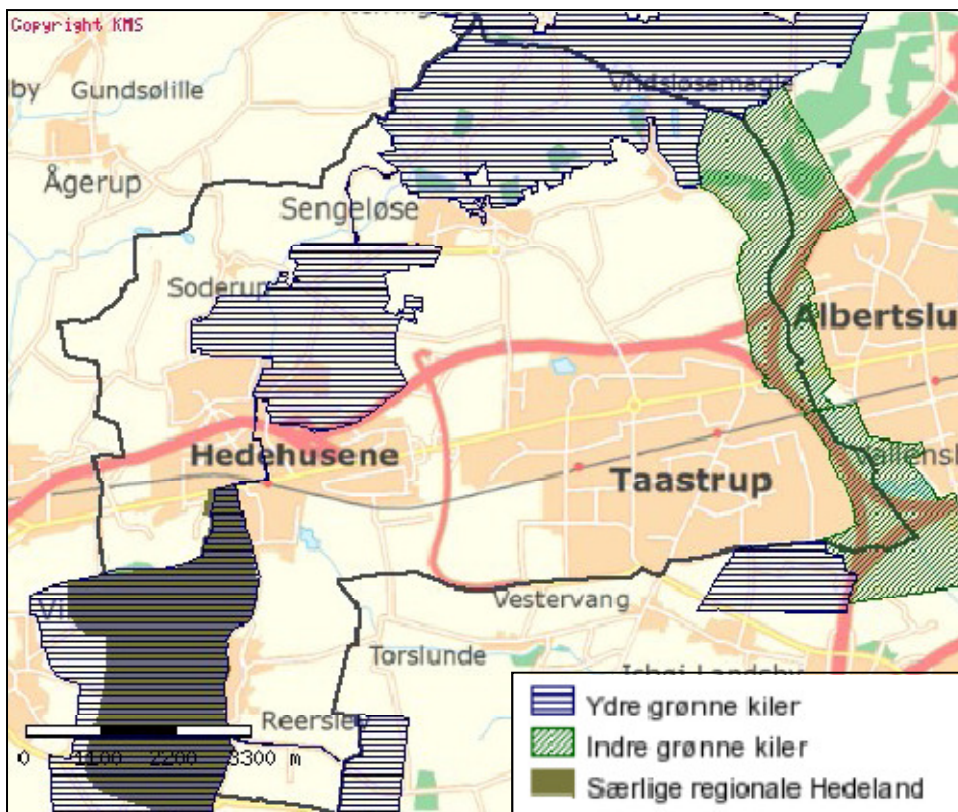 Copyright KMS
Vridsløsemagle
Gundsølille
Ågerup
Sengeløse
Soderup
Albertslu
Hedehusene
Taastrup
Vestervang
Torslunde
Reerslev
0 1100 2200 3300 m
Ydre grønne kiler
Indre grønne kiler
Særlige regionale Hedeland